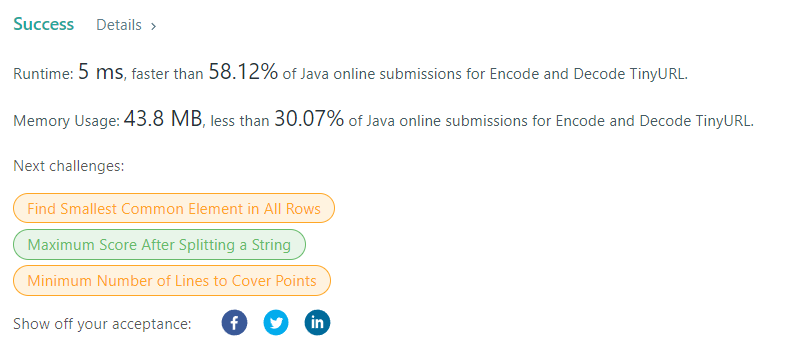 Success Details >
Runtime: 5 ms, faster than 58.12% of Java online submissions for Encode and Decode TinyURL.
Memory Usage: 43.8 MB, less than 30.07% of Java online submissions for Encode and Decode TinyURL.
Next challenges:
Find Smallest Common Element in All Rows
Maximum Score After Splitting a String
Minimum Number of Lines to Cover Points
Show off your acceptance: f in